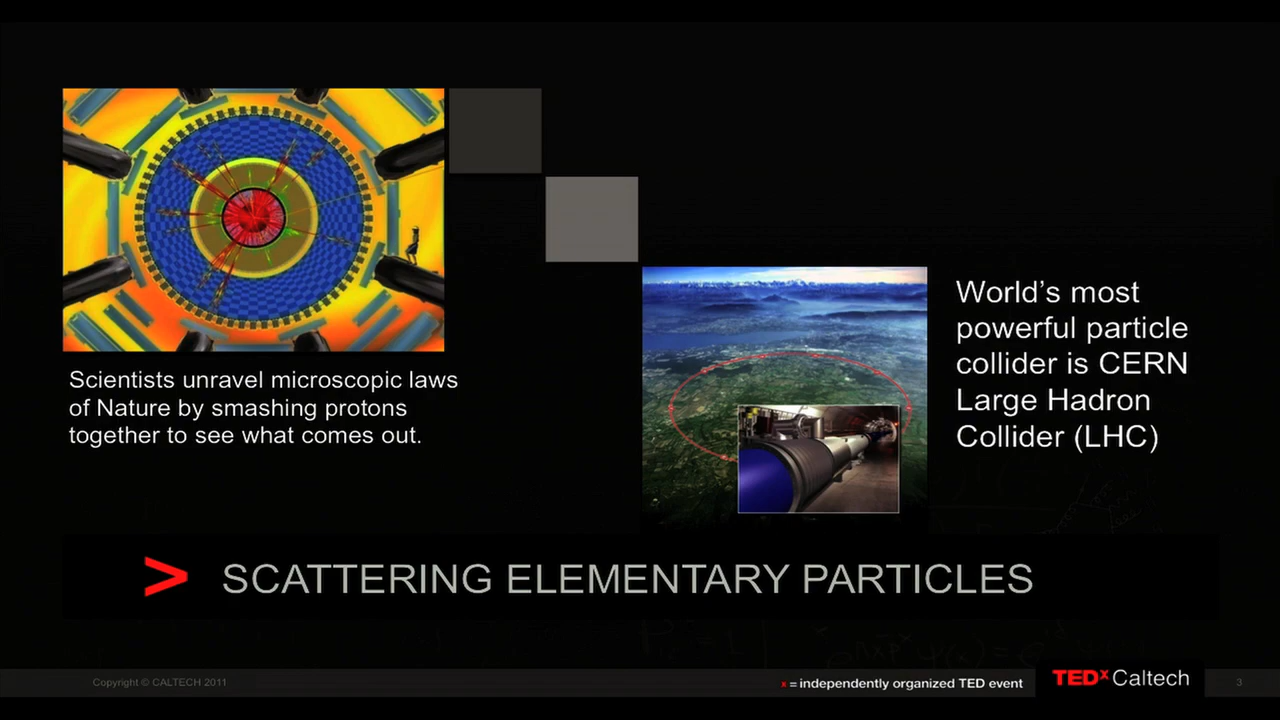 Scientists unravel microscopic laws
of Nature by smashing protons
together to see what comes out.
World's most
powerful particle
collider is CERN
Large Hadron
Collider (LHC)
> SCATTERING ELEMENTARY PARTICLES
Copyright © CALTECH 2011
x = independently organized TED event
TEDx Caltech
3